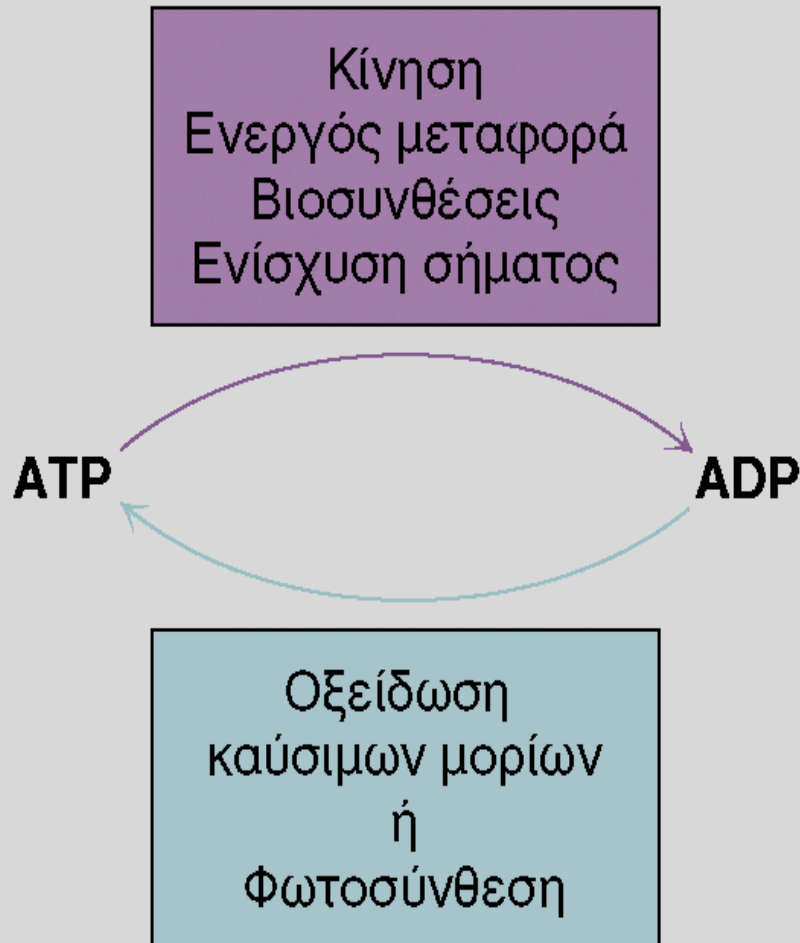 Κίνηση
Ενεργός μεταφορά
Βιοσυνθέσεις
Ενίσχυση σήματος
ATP
ADP
Οξείδωση
καύσιμων μορίων
ή
Φωτοσύνθεση